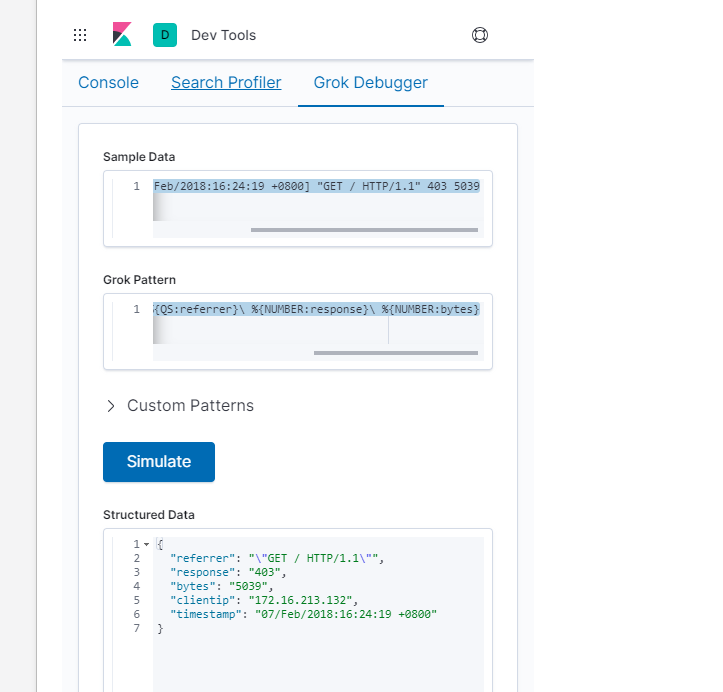 D Dev Tools
Console Search Profiler Grok Debugger
Sample Data
1 Feb/2018:16:24:19 +0800] "GET / HTTP/1.1" 403 5039
Grok Pattern
1 {QS:referrer}\ %{NUMBER:response}\ %{NUMBER:bytes}
Custom Patterns
Simulate
Structured Data
1 {
2 "referrer": "\"GET / HTTP/1.1\"",
3 "response": "403",
4 "bytes": "5039",
5 "clientip": "172.16.213.132",
6 "timestamp": "07/Feb/2018:16:24:19 +0800"
7 }